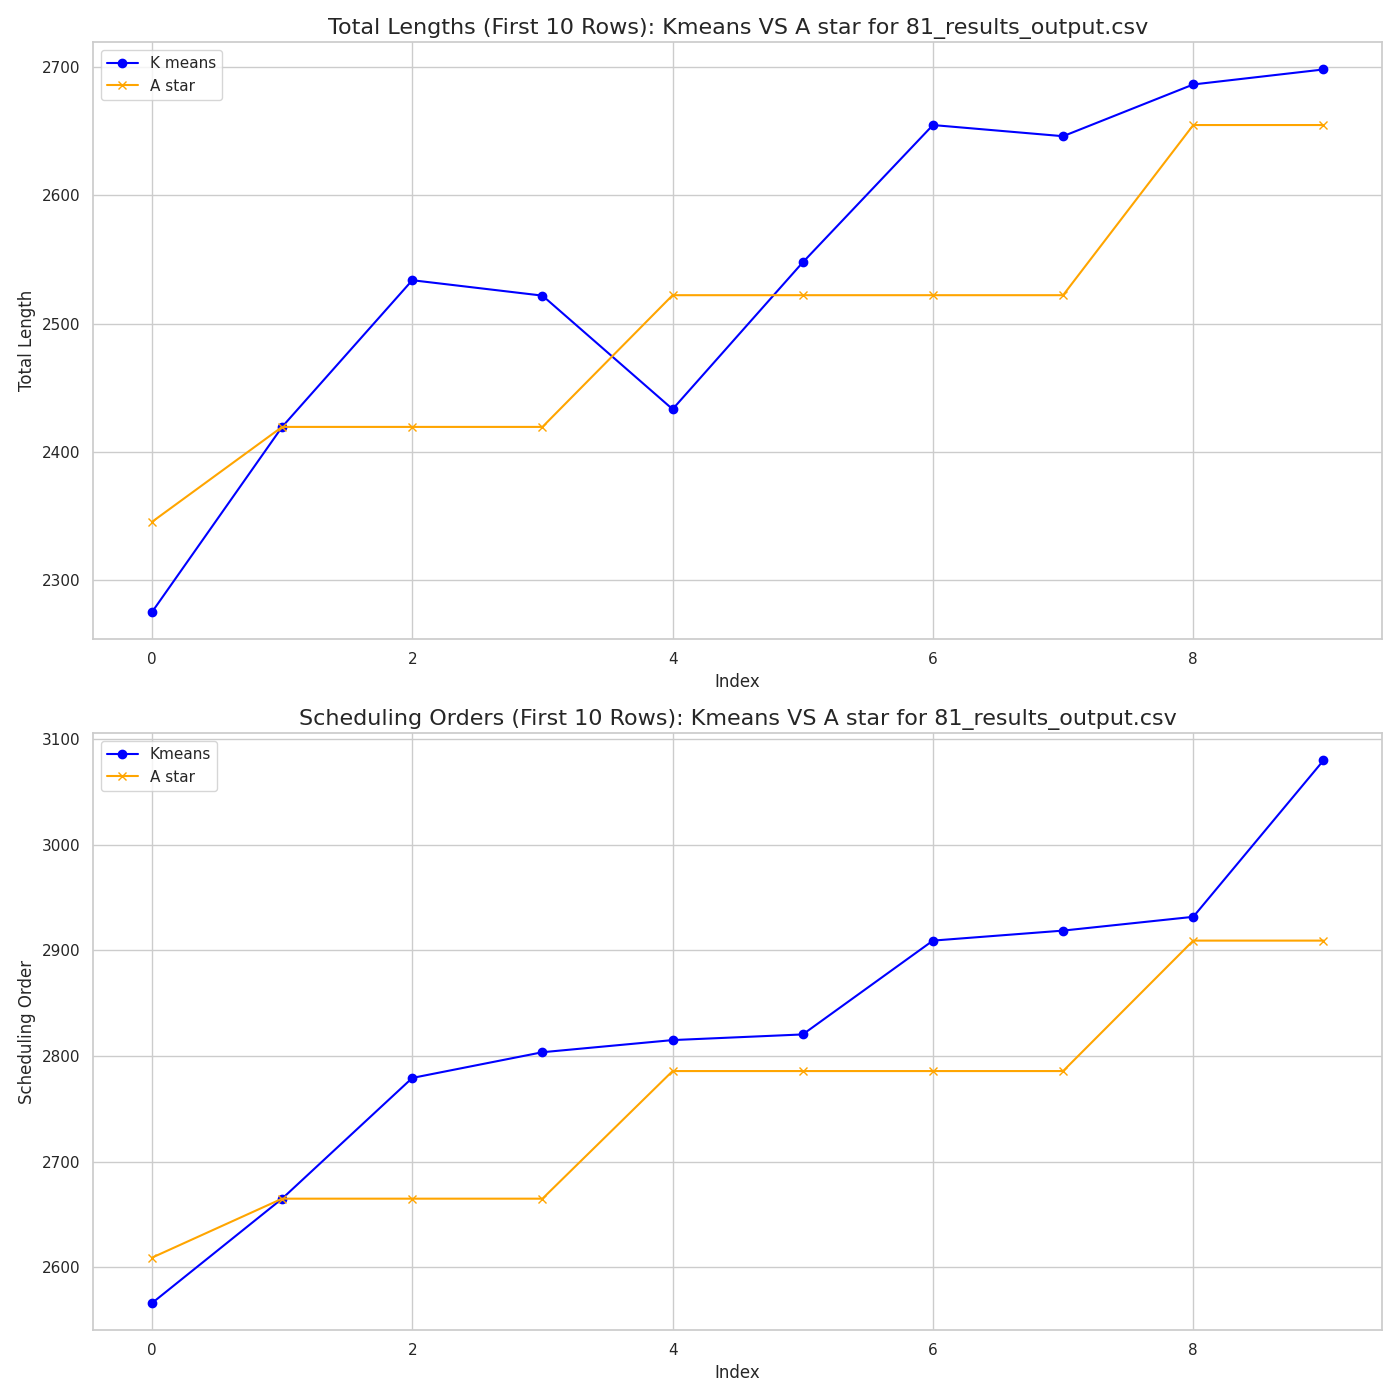 Total Lengths (First 10 Rows): Kmeans VS A star for 81_results_output.csv
K means
A star
2700
2600
2500
2400
2300
Total Length
0 2 4 6 8
Index
Scheduling Orders (First 10 Rows): Kmeans VS A star for 81_results_output.csv
Kmeans
A star
3100
3000
2900
2800
2700
2600
Scheduling Order
0 2 4 6 8
Index